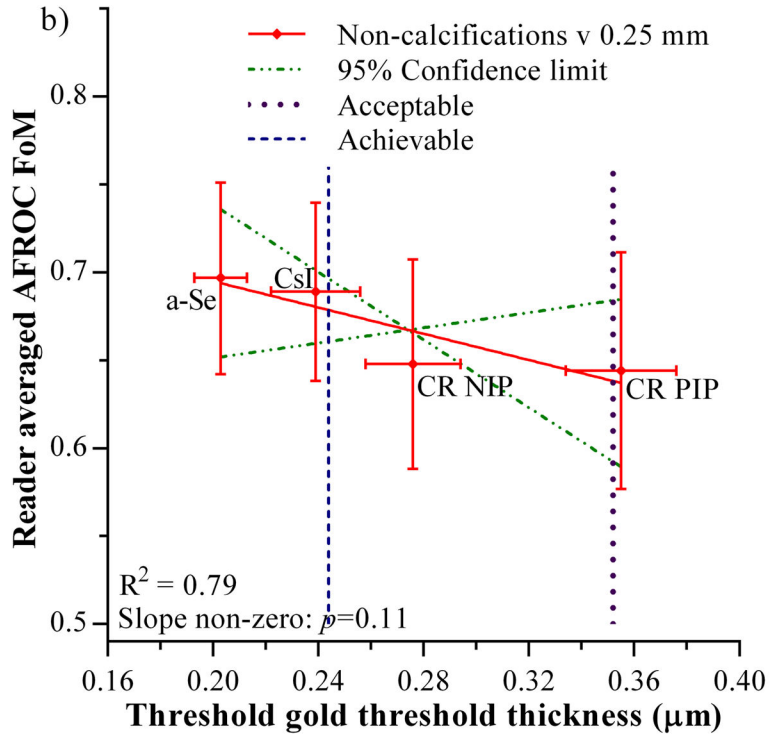 b)
Non-calcifications v 0.25 mm
95% Confidence limit
Acceptable
Achievable
Reader averaged AFROC FoM
0.8
0.7
0.6
0.5
a-Se
CsI
CR NIP
CR PIP
R² = 0.79
Slope non-zero: p=0.11
0.16 0.20 0.24 0.28 0.32 0.36 0.40
Threshold gold threshold thickness (μm)